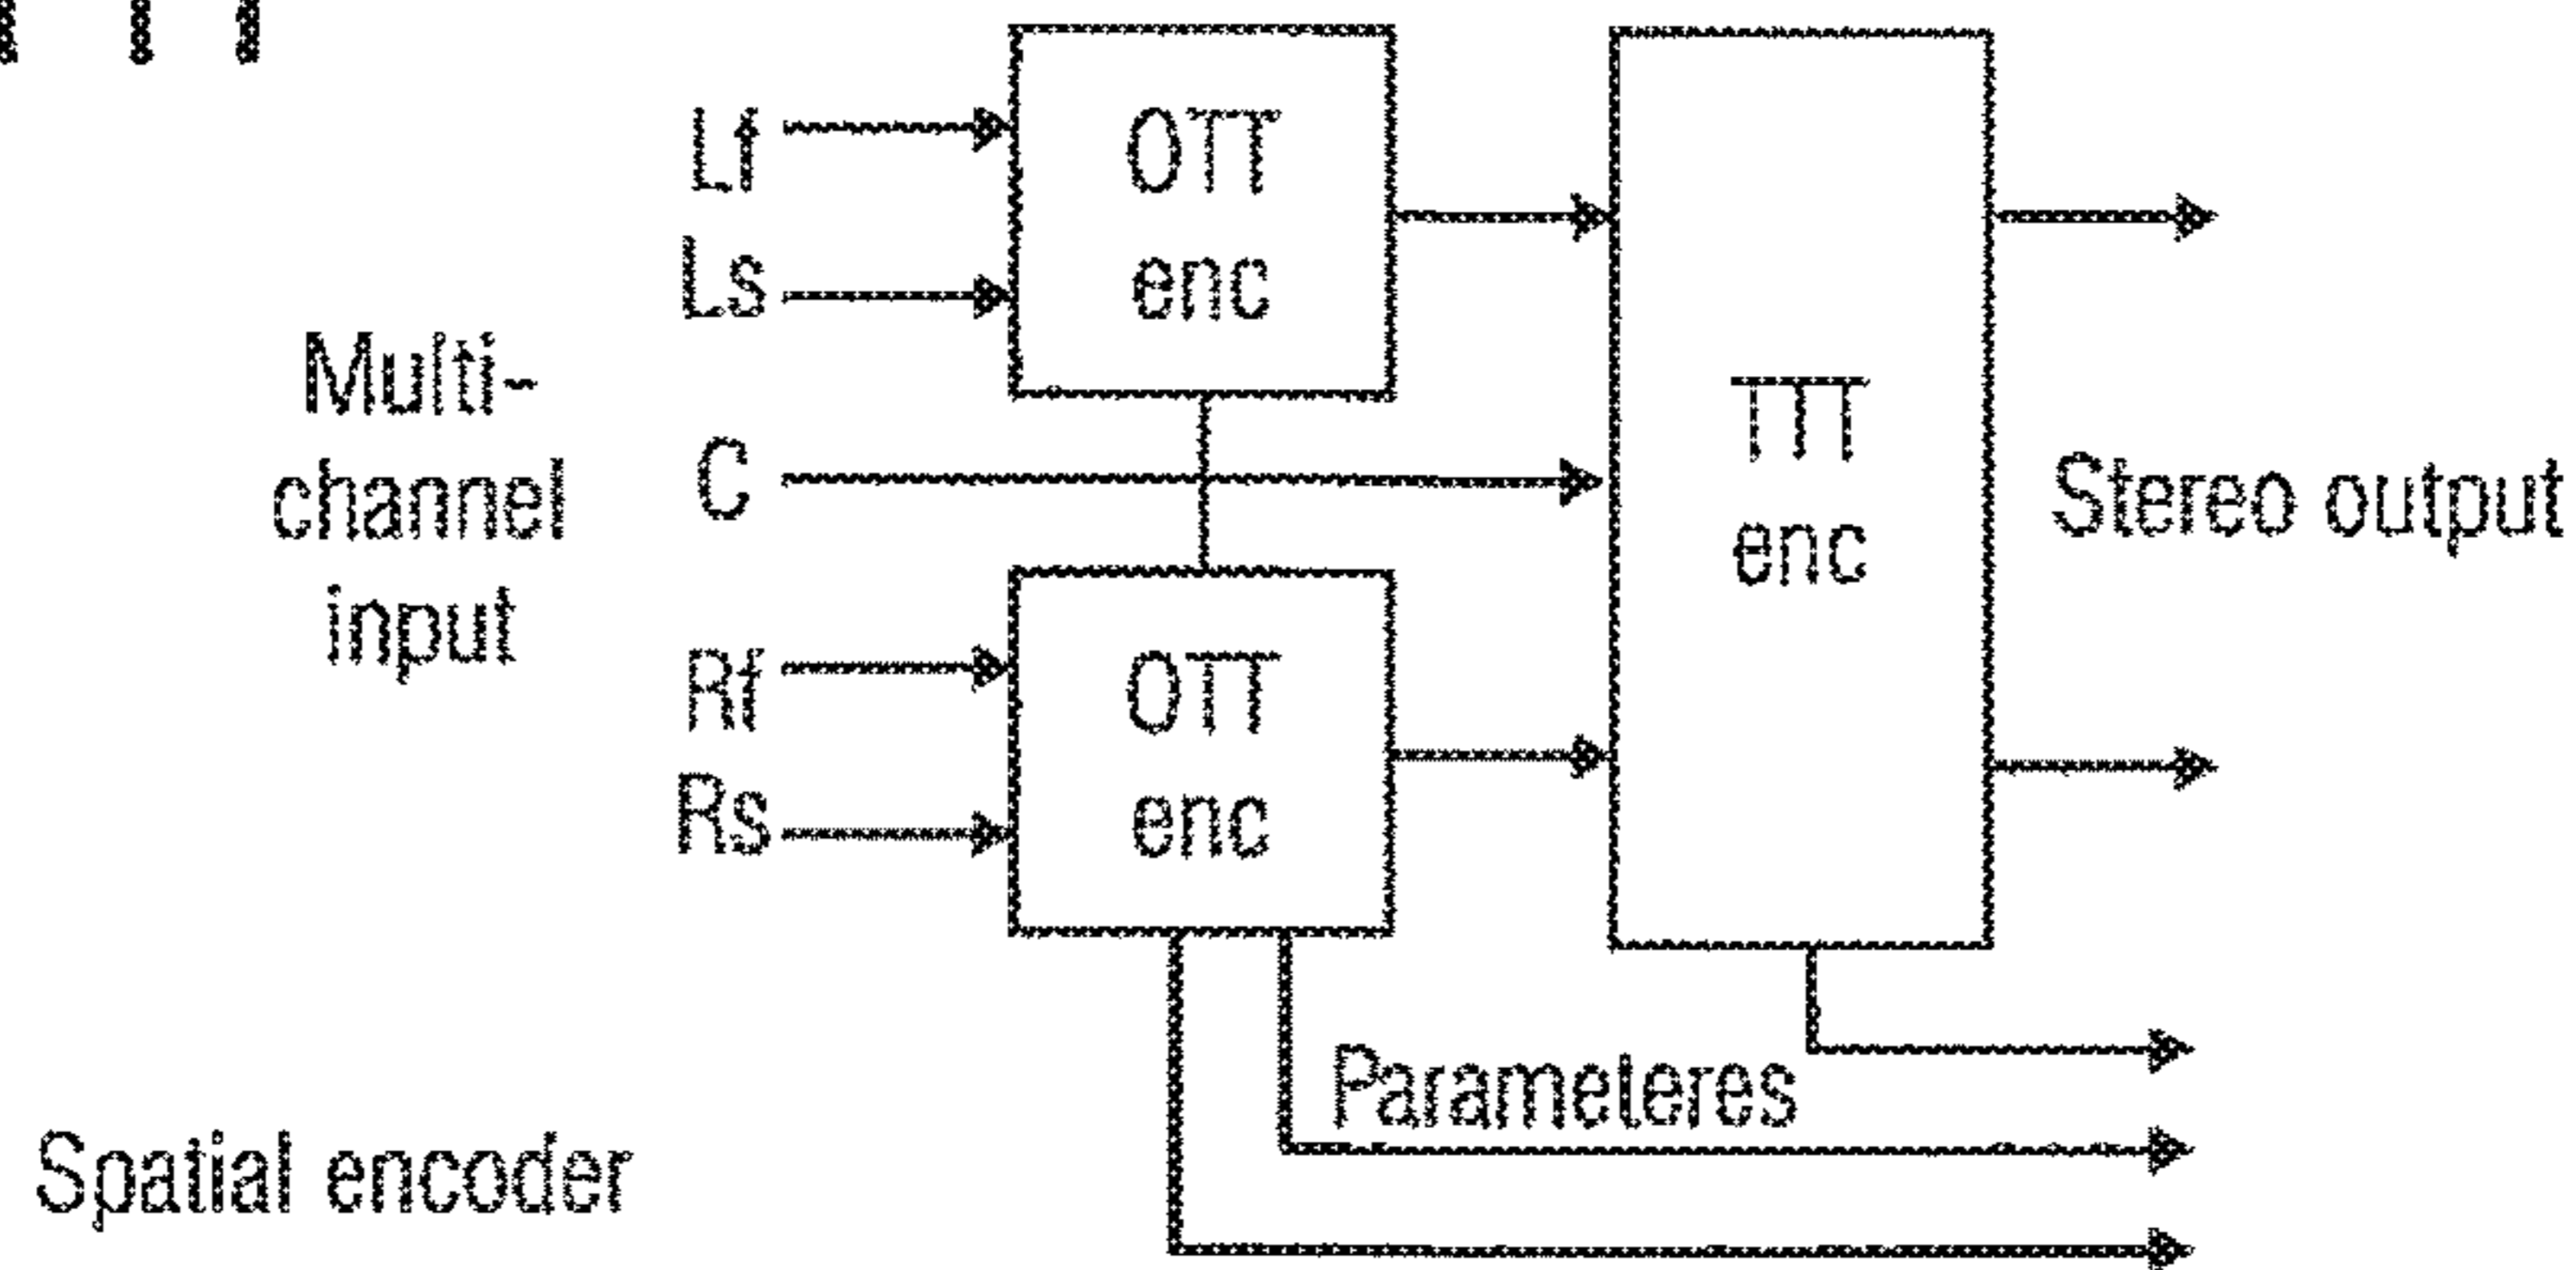 Lf
OTT
enc
Ls
Multi-
channel
input
C
TTT
enc
Stereo output
Rf
OTT
enc
Rs
Parameteres
Spatial encoder